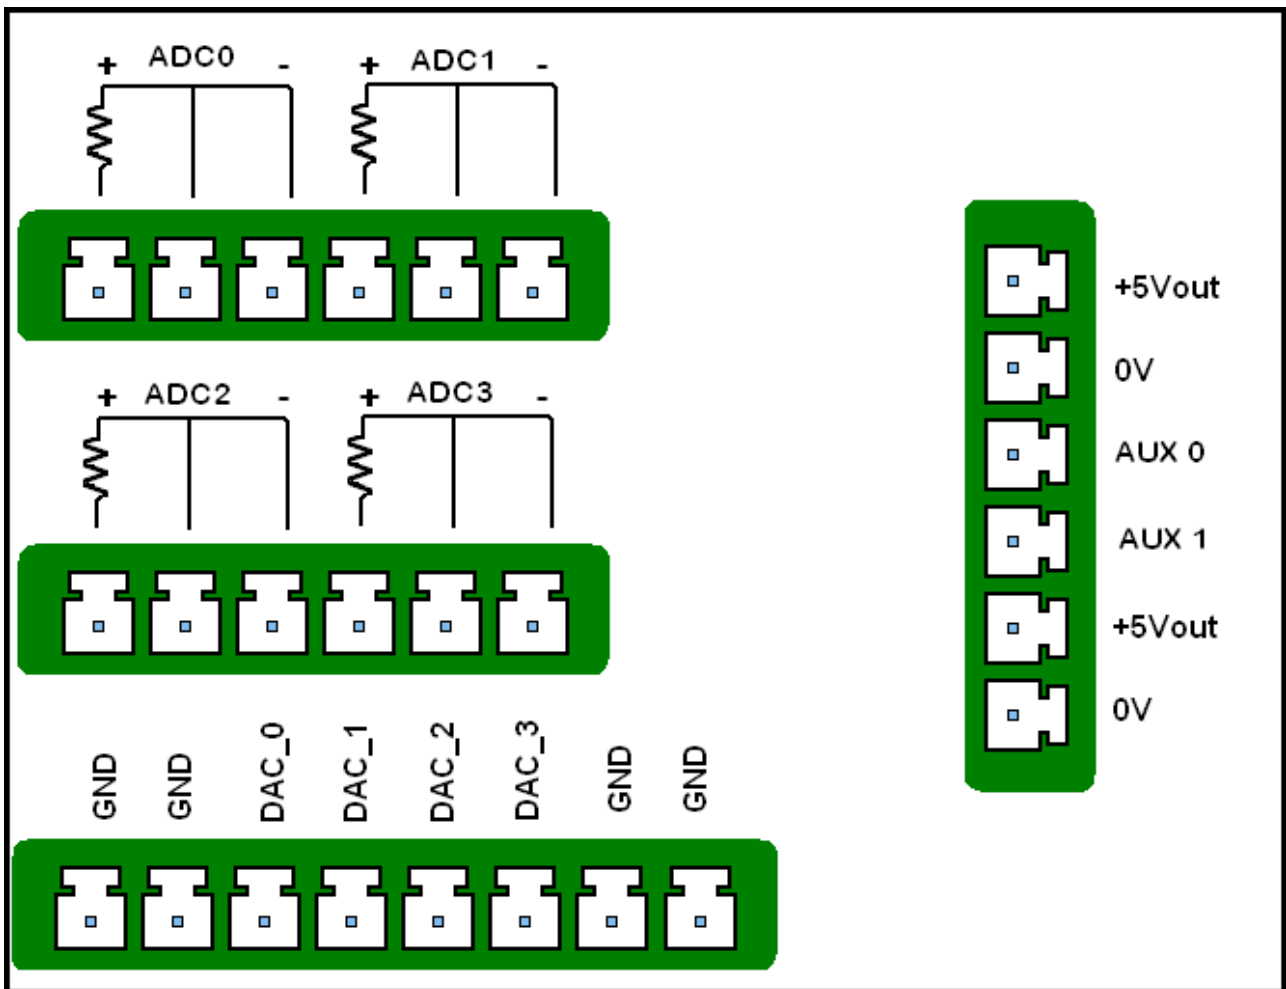 + ADC0 - + ADC1 -
+5Vout
0V
+ ADC2 - + ADC3 -
AUX 0
AUX 1
+5Vout
0V
GND GND DAC_0 DAC_1 DAC_2 DAC_3 GND GND